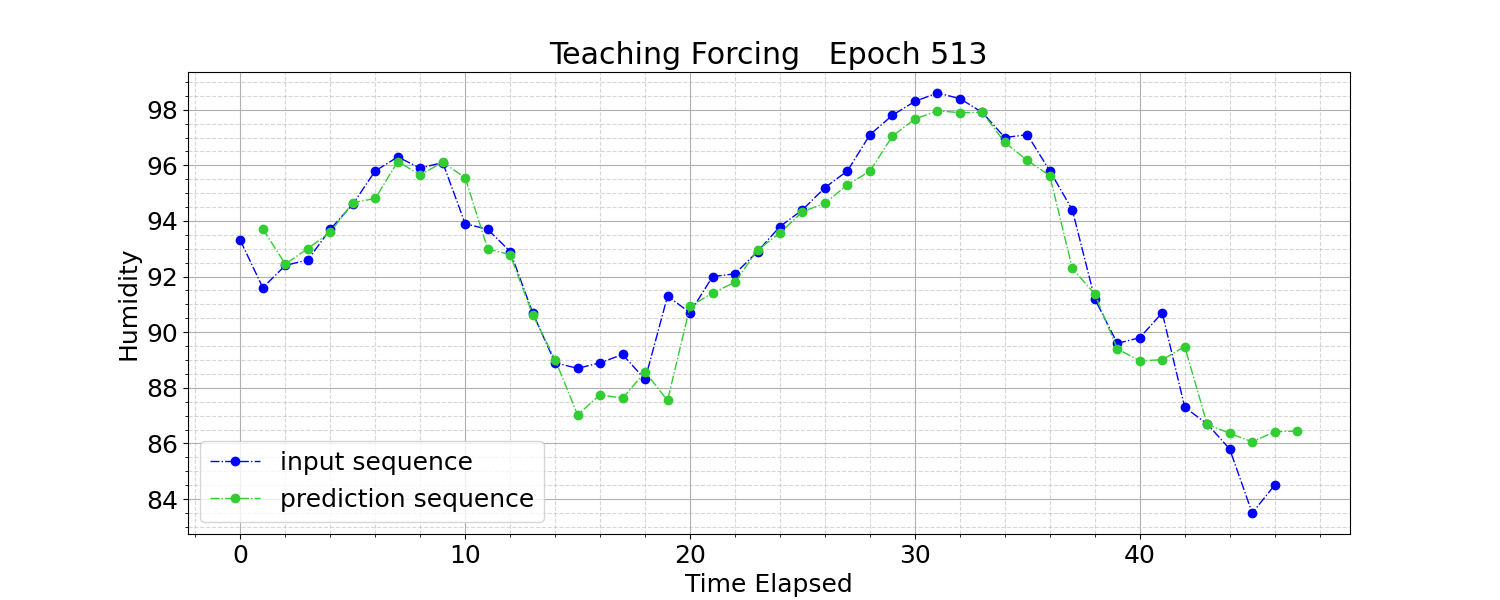 Teaching Forcing   Epoch 513
98
96
94
92
90
88
86
84
Humidity
input sequence
prediction sequence
0 10 20 30 40
Time Elapsed